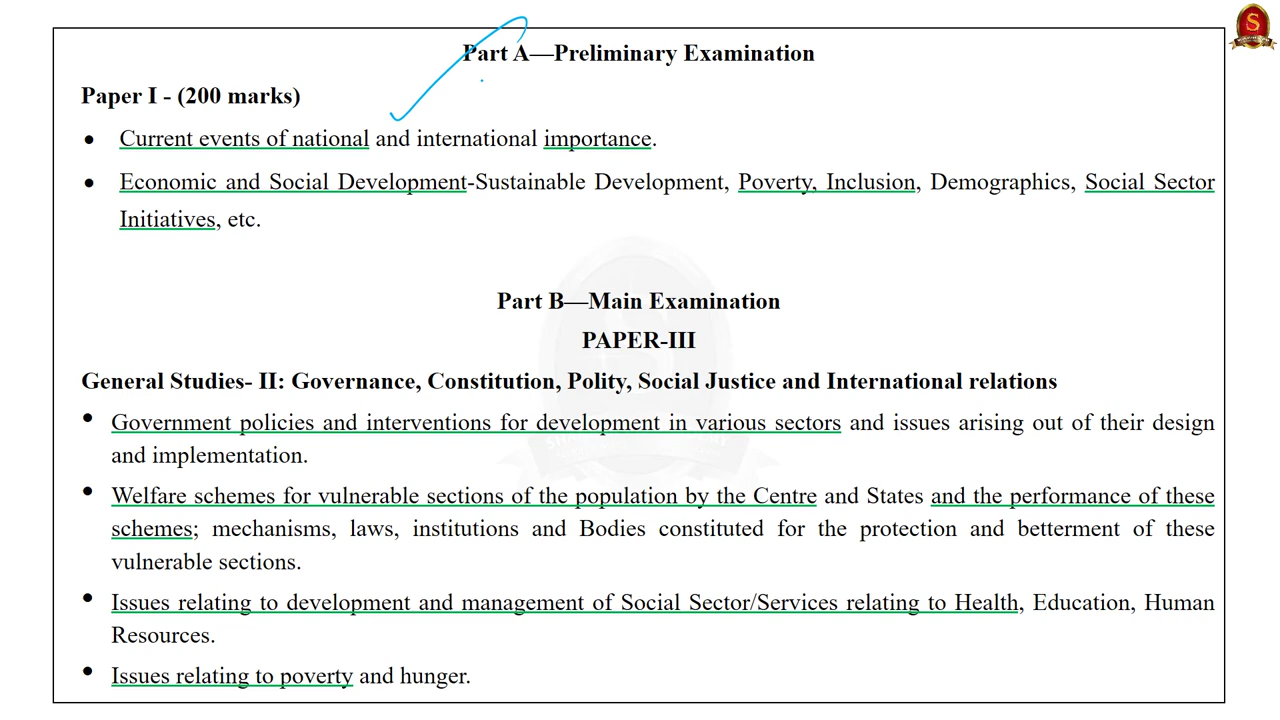 Part A—Preliminary Examination
Paper I - (200 marks)
• Current events of national and international importance.
• Economic and Social Development-Sustainable Development, Poverty, Inclusion, Demographics, Social Sector
Initiatives, etc.
Part B—Main Examination
PAPER-III
General Studies- II: Governance, Constitution, Polity, Social Justice and International relations
• Government policies and interventions for development in various sectors and issues arising out of their design
and implementation.
• Welfare schemes for vulnerable sections of the population by the Centre and States and the performance of these
schemes; mechanisms, laws, institutions and Bodies constituted for the protection and betterment of these
vulnerable sections.
• Issues relating to development and management of Social Sector/Services relating to Health, Education, Human
Resources.
• Issues relating to poverty and hunger.